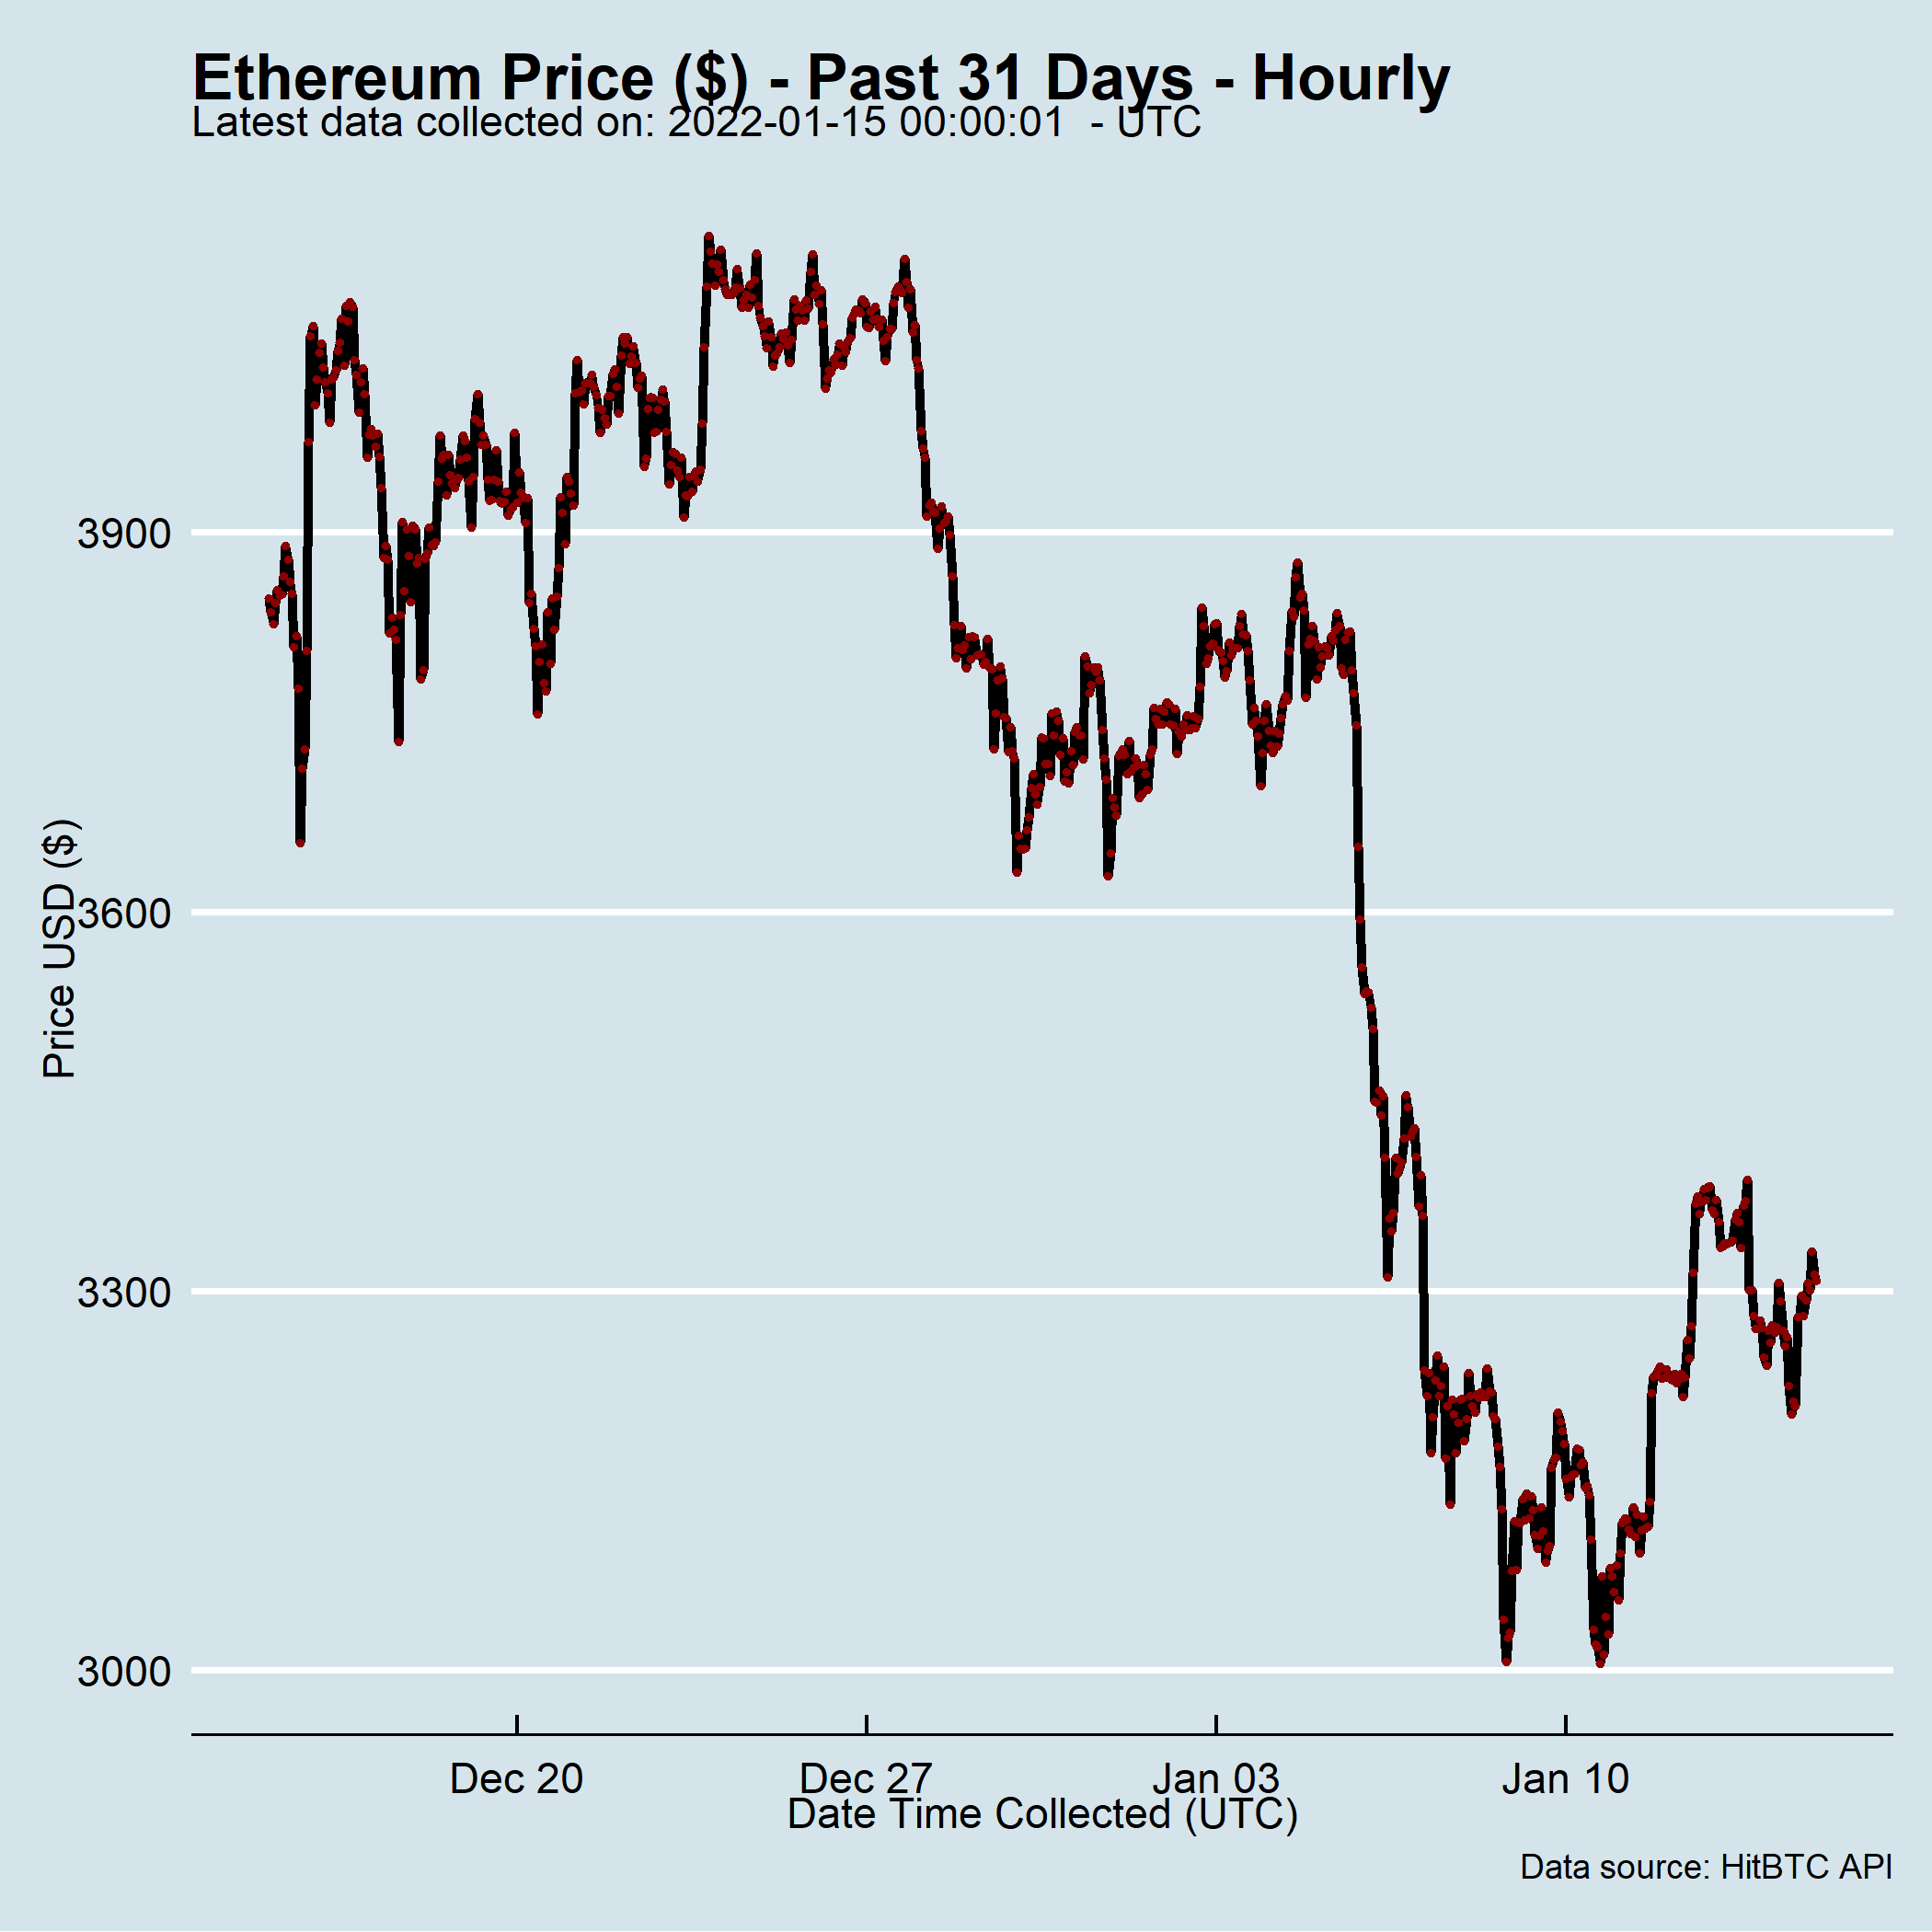 Ethereum Price ($) - Past 31 Days - Hourly
Latest data collected on: 2022-01-15 00:00:01  - UTC
Price USD ($)
3900
3600
3300
3000
Dec 20 Dec 27 Jan 03 Jan 10
Date Time Collected (UTC)
Data source: HitBTC API